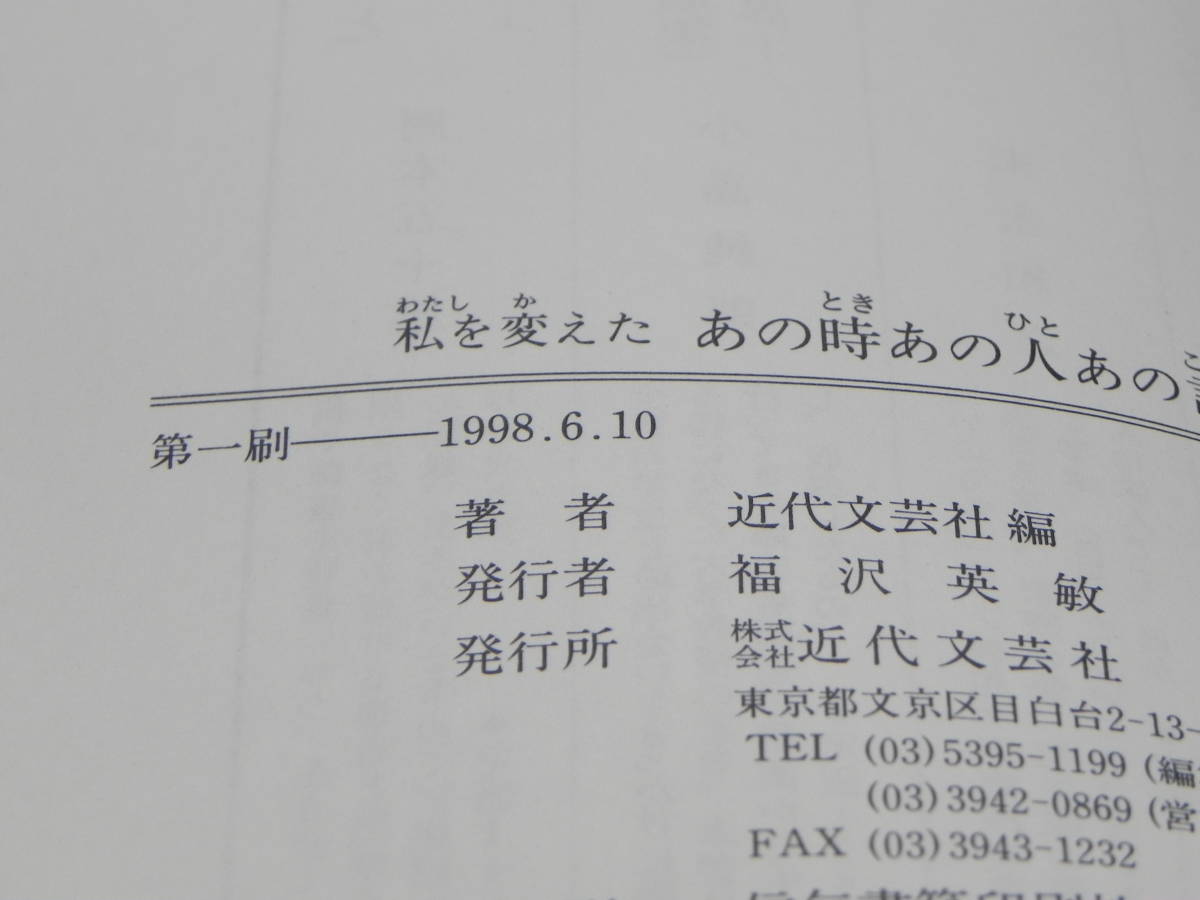 わたし か とき ひと
私を変えた あの時あの人あの
第一刷――1998.6.10
著者 近代文芸社編
発行者 福沢英敏
発行所 株式会社近代文芸社
東京都文京区目白台2-13-
TEL (03)5395-1199(編
(03)3942-0869(営
FAX (03)3943-1232